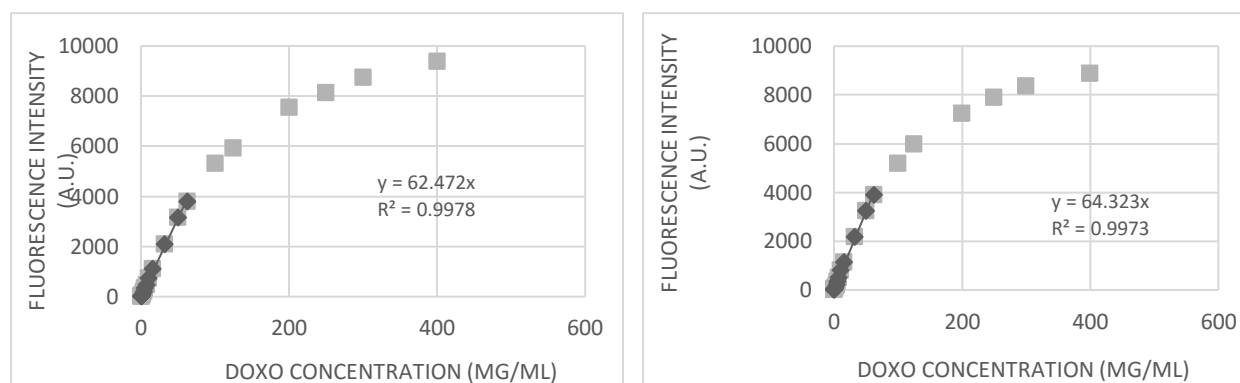 FLUORESCENCE INTENSITY
(A.U.)
10000
8000
6000
4000
2000
0
0
200
400
600
y = 62.472x
R² = 0.9978
DOXO CONCENTRATION (MG/ML)
FLUORESCENCE INTENSITY
(A.U.)
10000
8000
6000
4000
2000
0
0
200
400
600
y = 64.323x
R² = 0.9973
DOXO CONCENTRATION (MG/ML)